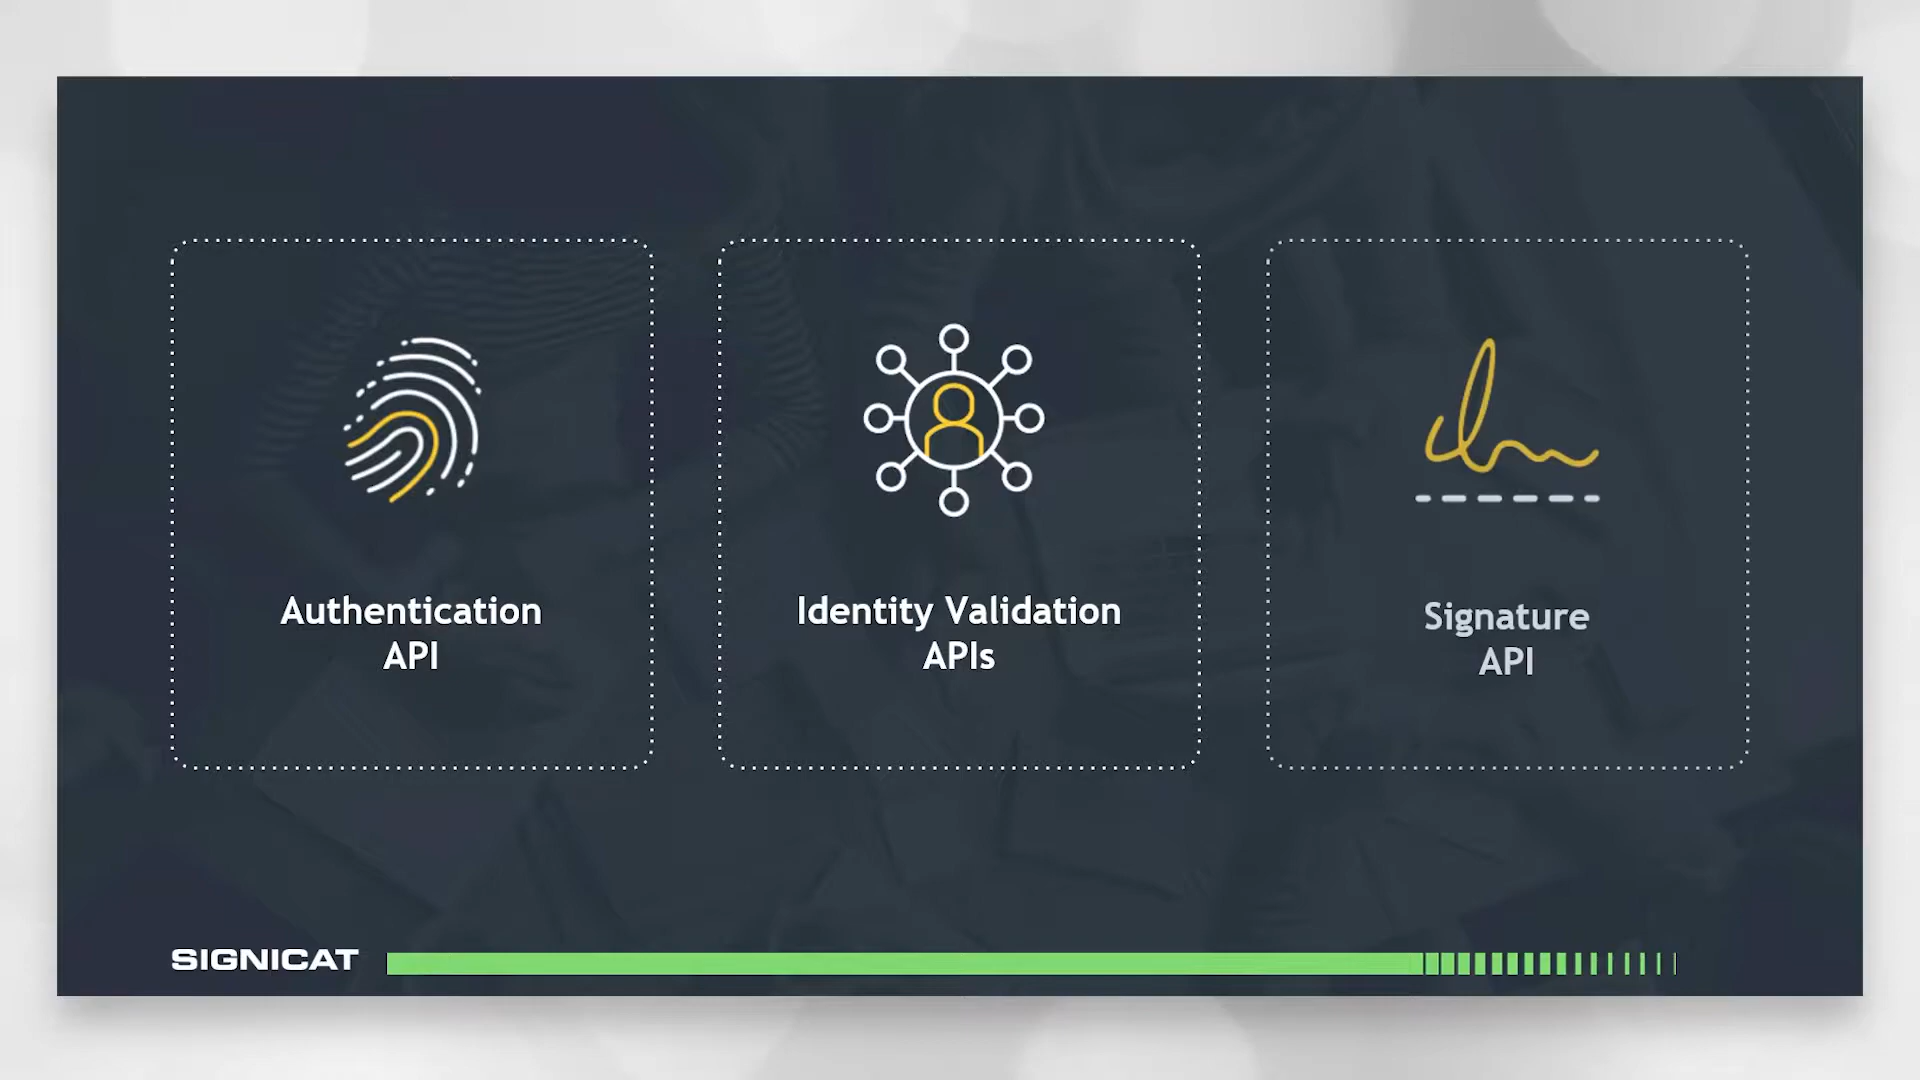 Authentication
API
Identity Validation
APIs
Signature
API
SIGNICAT